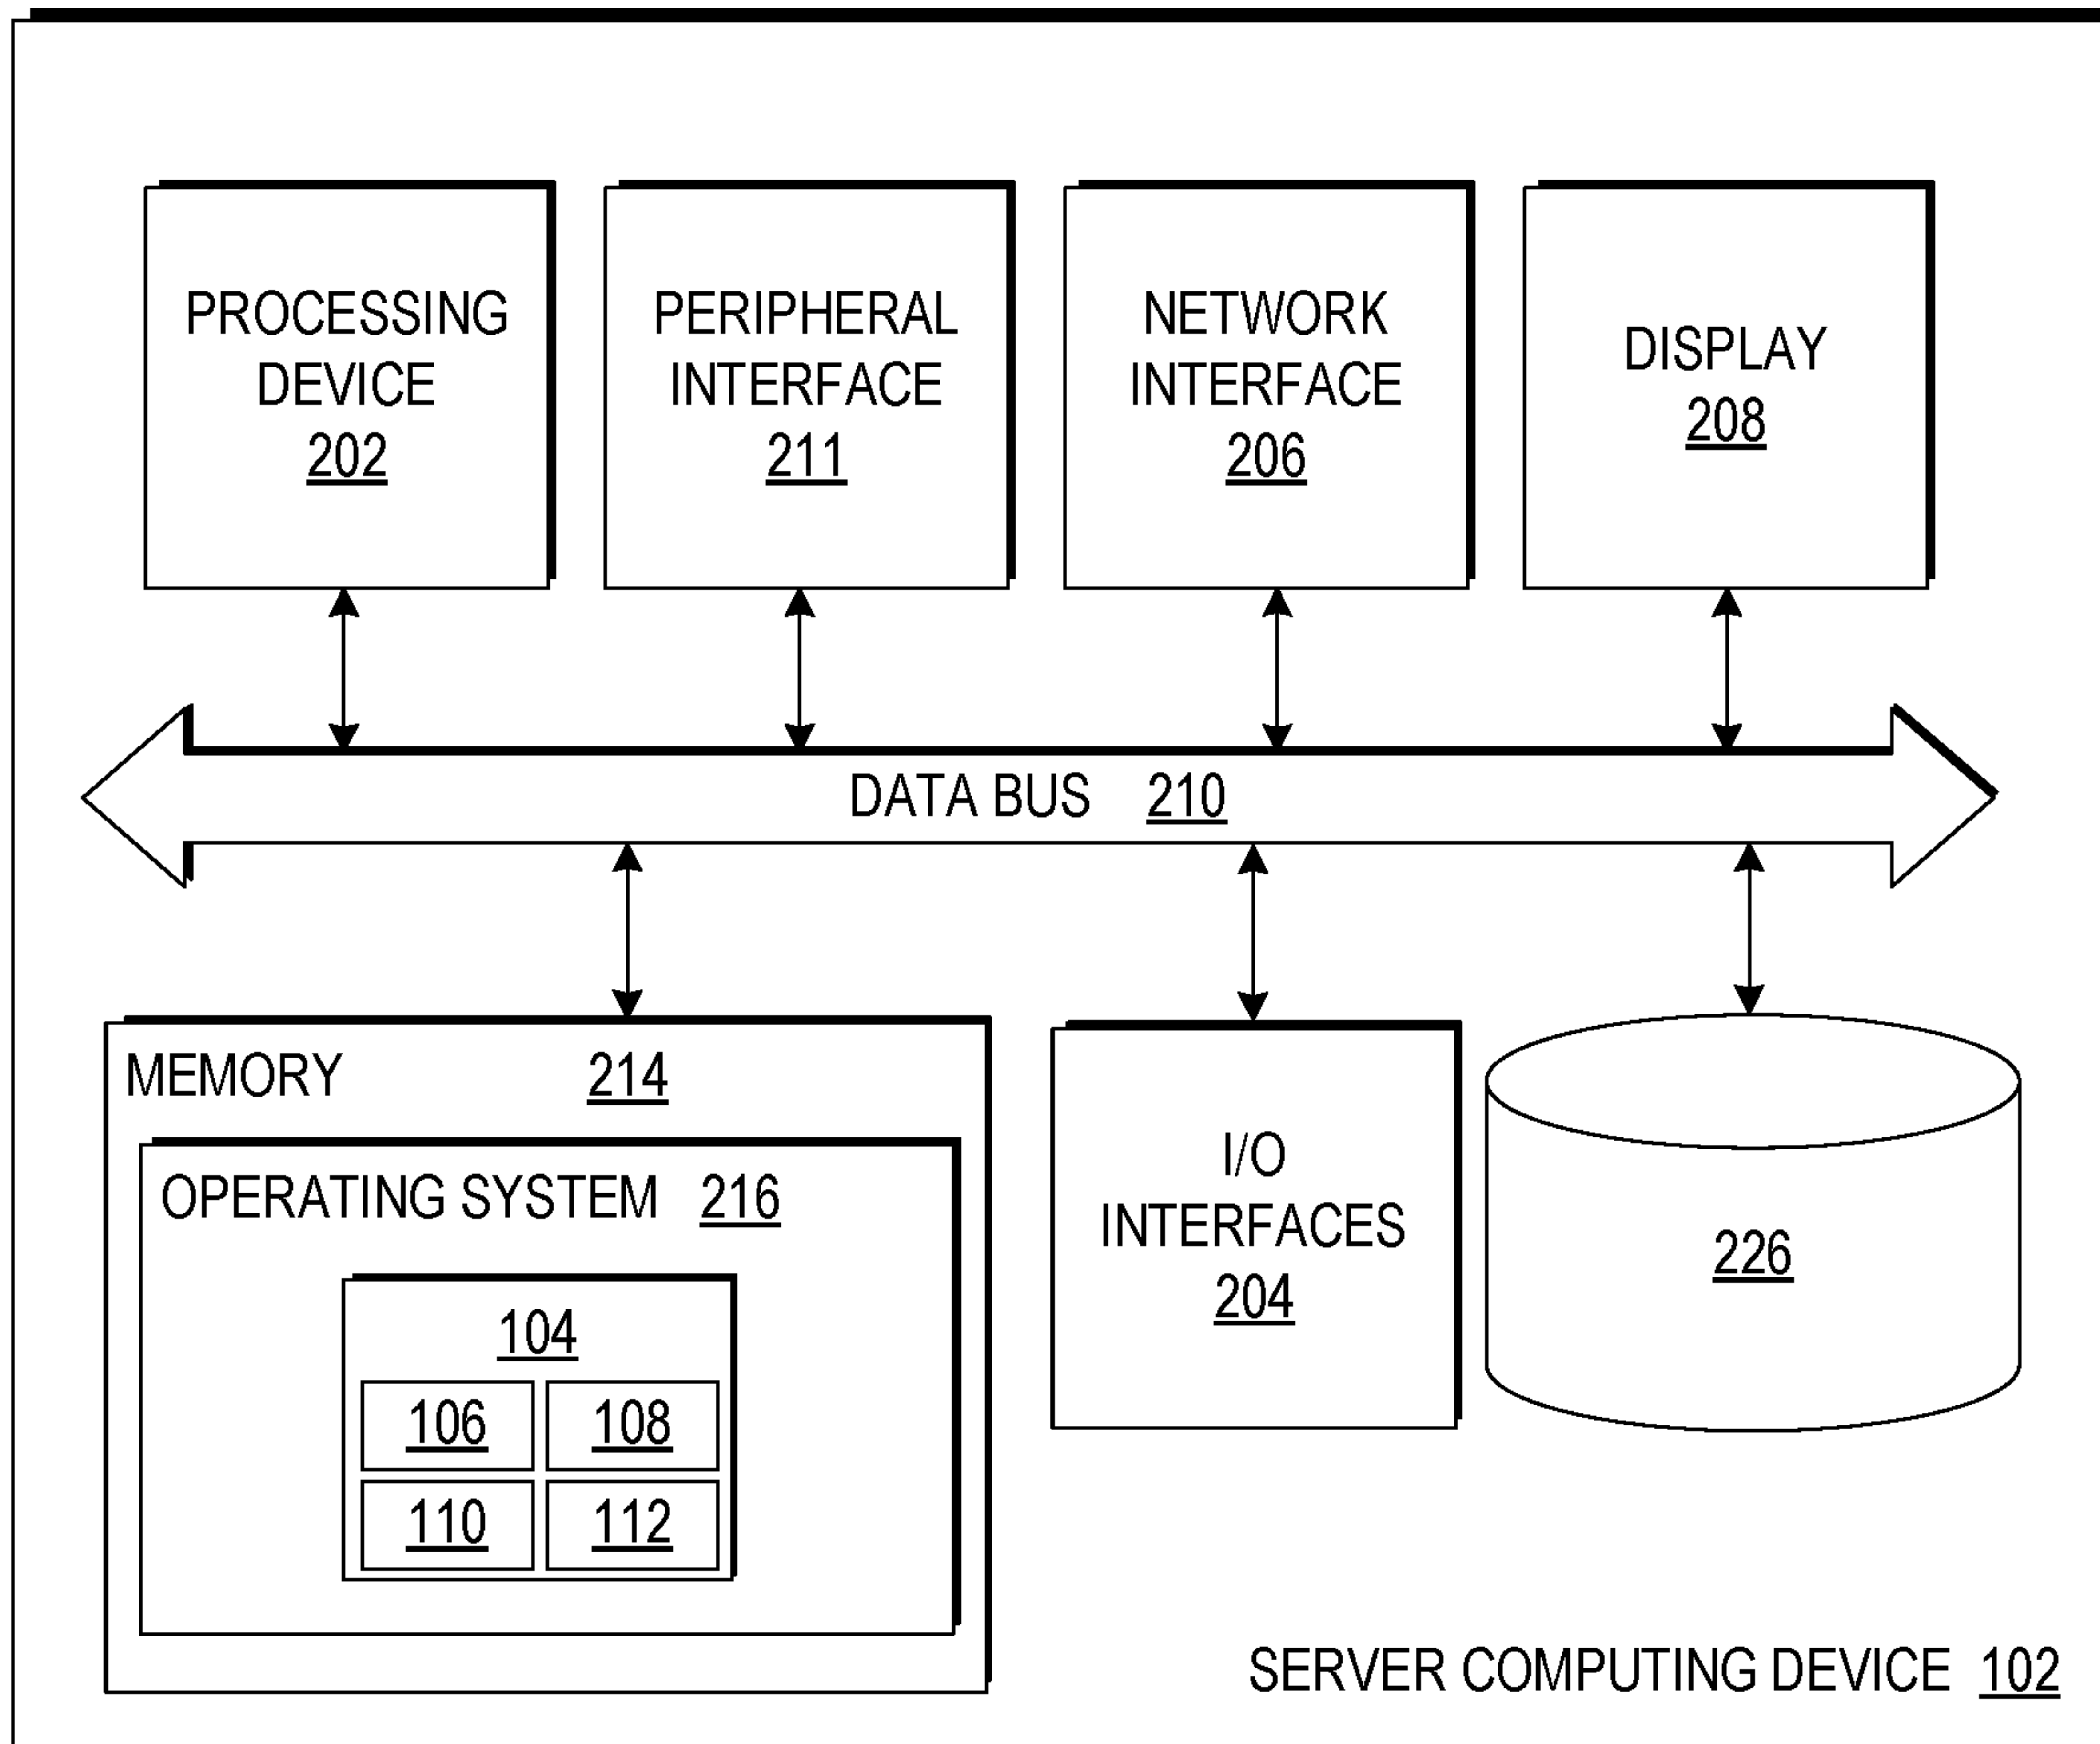 PROCESSING
DEVICE
202
PERIPHERAL
INTERFACE
211
NETWORK
INTERFACE
206
DISPLAY
208
DATA BUS 210
MEMORY 214
OPERATING SYSTEM 216
104
106 108
110 112
I/O
INTERFACES
204
226
SERVER COMPUTING DEVICE 102